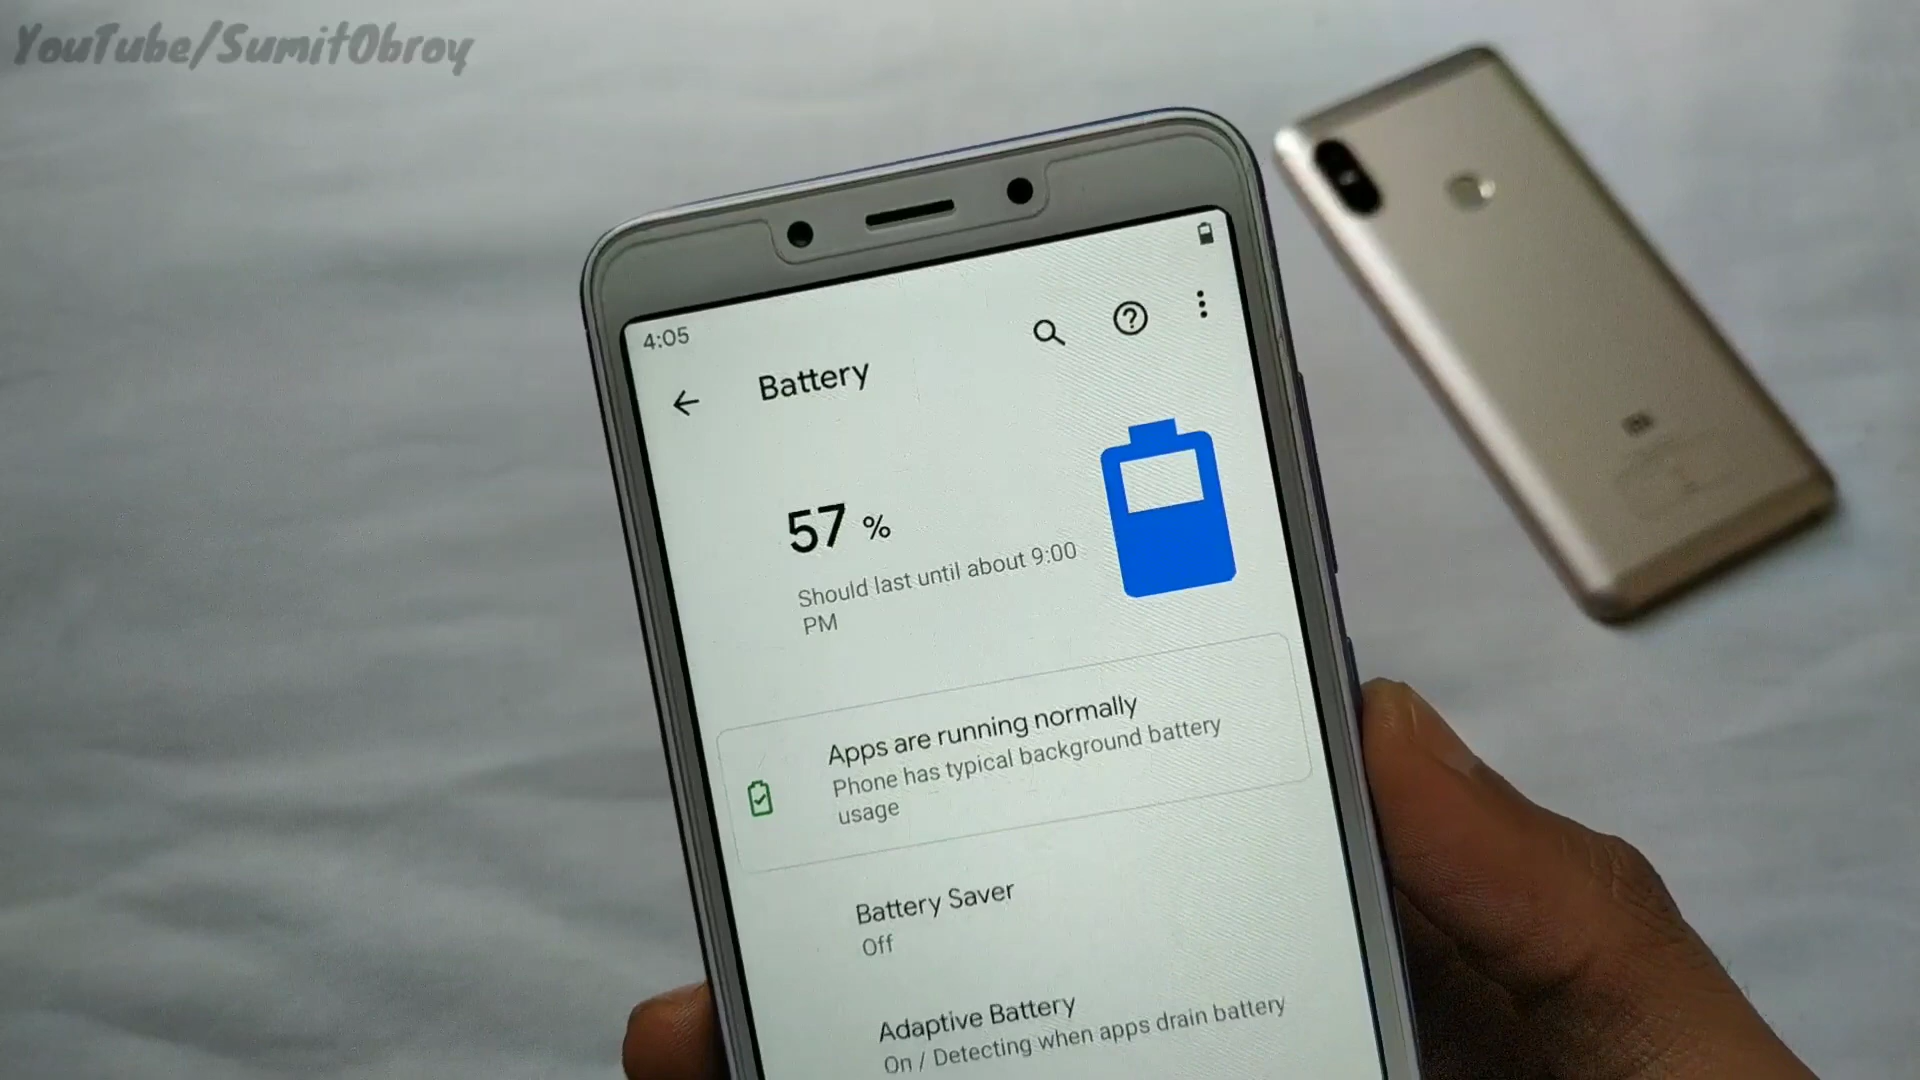 YouTube/SumitObroy
4:05
Battery
57 %
Should last until about 9:00
PM
Apps are running normally
Phone has typical background battery
usage
Battery Saver
Off
Adaptive Battery
On / Detecting when apps drain battery